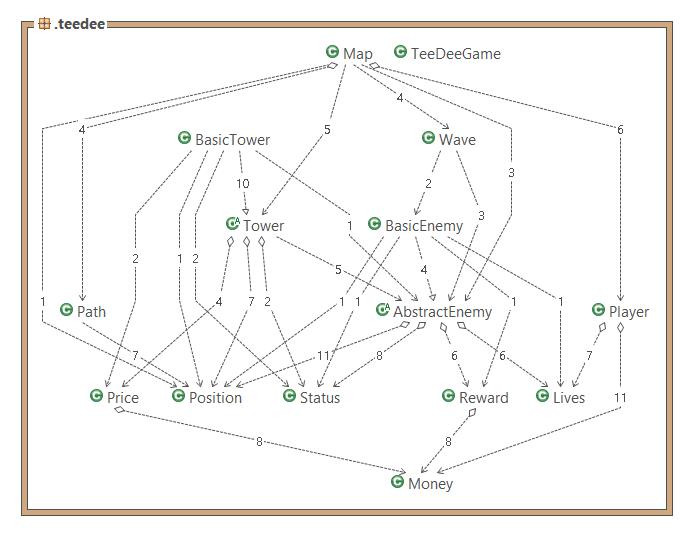 .teedee
Map TeeDeeGame
4
4
5
6
BasicTower Wave
3
10 2
1 3
Tower BasicEnemy
2 1 2 5 4
1 4 7 2 1 1 1 1
Path AbstractEnemy Player
7 11 8 6 6 7
Price Position Status Reward Lives 11
8 8
Money